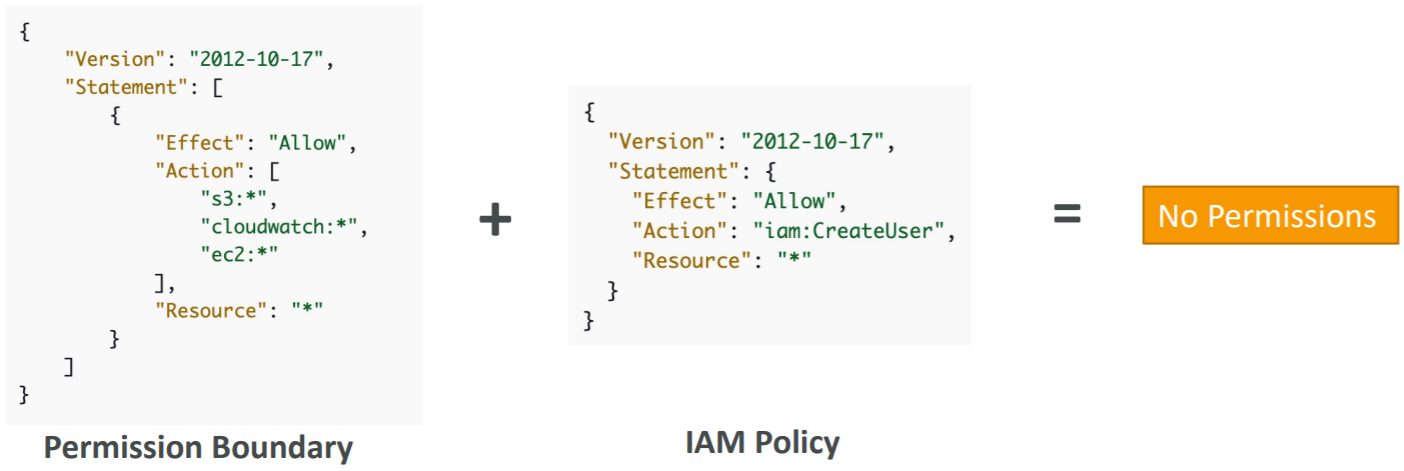 {
    "Version": "2012-10-17",
    "Statement": [
        {
            "Effect": "Allow",
            "Action": [
                "s3:*",
                "cloudwatch:*",
                "ec2:*"
            ],
            "Resource": "*"
        }
    ]
}
Permission Boundary
+
{
  "Version": "2012-10-17",
  "Statement": {
    "Effect": "Allow",
    "Action": "iam:CreateUser",
    "Resource": "*"
  }
}
IAM Policy
=
No Permissions